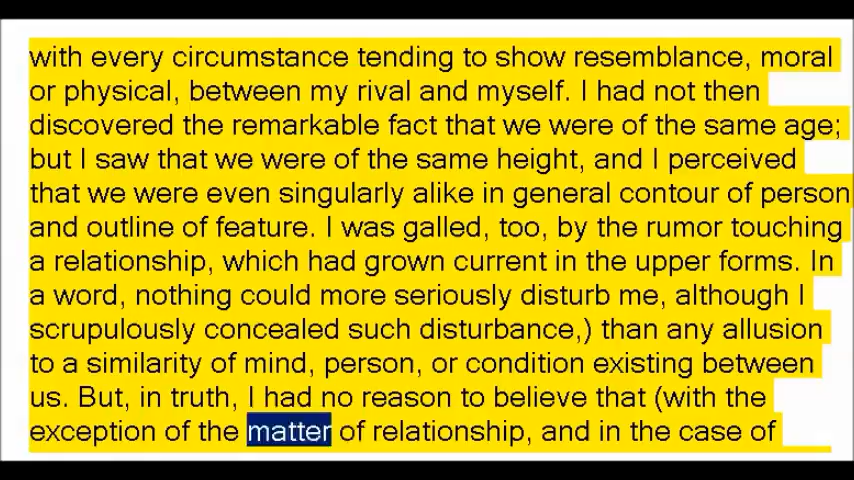 with every circumstance tending to show resemblance, moral
or physical, between my rival and myself. I had not then
discovered the remarkable fact that we were of the same age;
but I saw that we were of the same height, and I perceived
that we were even singularly alike in general contour of person
and outline of feature. I was galled, too, by the rumor touching
a relationship, which had grown current in the upper forms. In
a word, nothing could more seriously disturb me, although I
scrupulously concealed such disturbance,) than any allusion
to a similarity of mind, person, or condition existing between
us. But, in truth, I had no reason to believe that (with the
exception of the matter of relationship, and in the case of